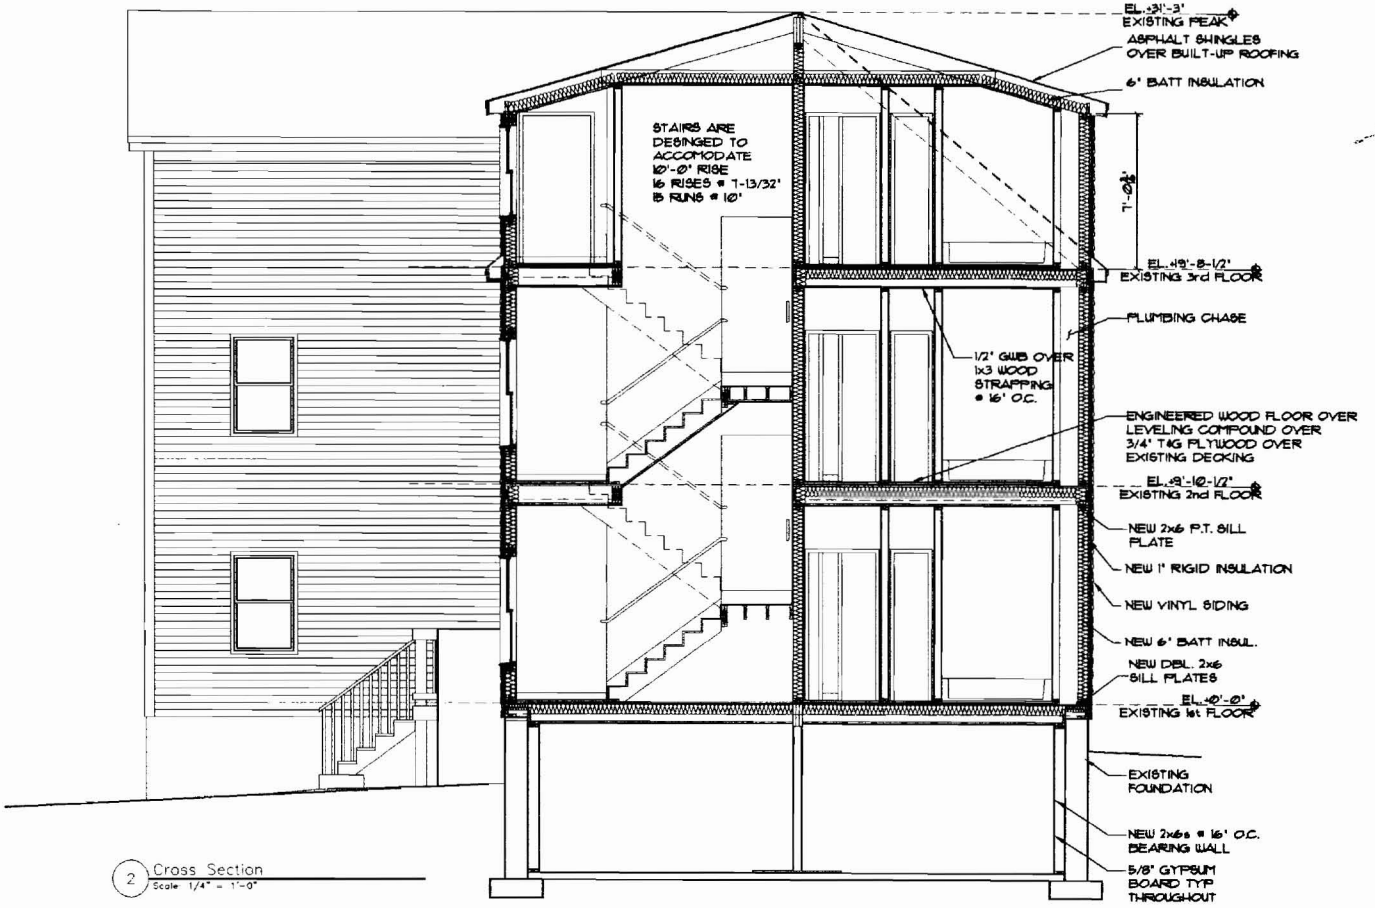 EL.+31'-3"
EXISTING PEAK
ASPHALT SHINGLES
OVER BUILT-UP ROOFING
6" BATT INSULATION
STAIRS ARE
DESINGED TO
ACCOMODATE
10'-0" RISE
16 RISES @ 7-13/32"
15 RUNS @ 10"
EL.+19'-8-1/2"
EXISTING 3rd FLOOR
PLUMBING CHASE
1/2" GWB OVER
1x3 WOOD
STRAPPING
@ 16" O.C.
ENGINEERED WOOD FLOOR OVER
LEVELING COMPOUND OVER
3/4" T&G PLYWOOD OVER
EXISTING DECKING
EL.+9'-10-1/2"
EXISTING 2nd FLOOR
NEW 2x6 P.T. SILL
PLATE
NEW 1" RIGID INSULATION
NEW VINYL SIDING
NEW 6" BATT INSUL.
NEW DBL. 2x6
SILL PLATES
EL.+0'-0"
EXISTING 1st FLOOR
EXISTING
FOUNDATION
NEW 2x6s @ 16" O.C.
BEARING WALL
5/8" GYPSUM
BOARD TYP
THROUGHOUT
2
Cross Section
Scale 1/4" = 1'-0"